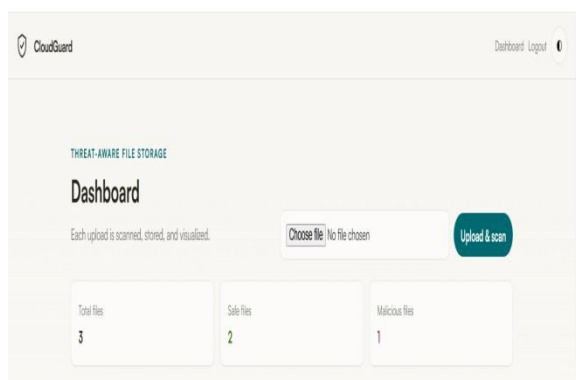 CloudGuard
Dashboard Logout
THREAT-AWARE FILE STORAGE
Dashboard
Each upload is scanned, stored, and visualized.
Choose file No file chosen
Upload & scan
Total files
3
Safe files
2
Malicious files
1